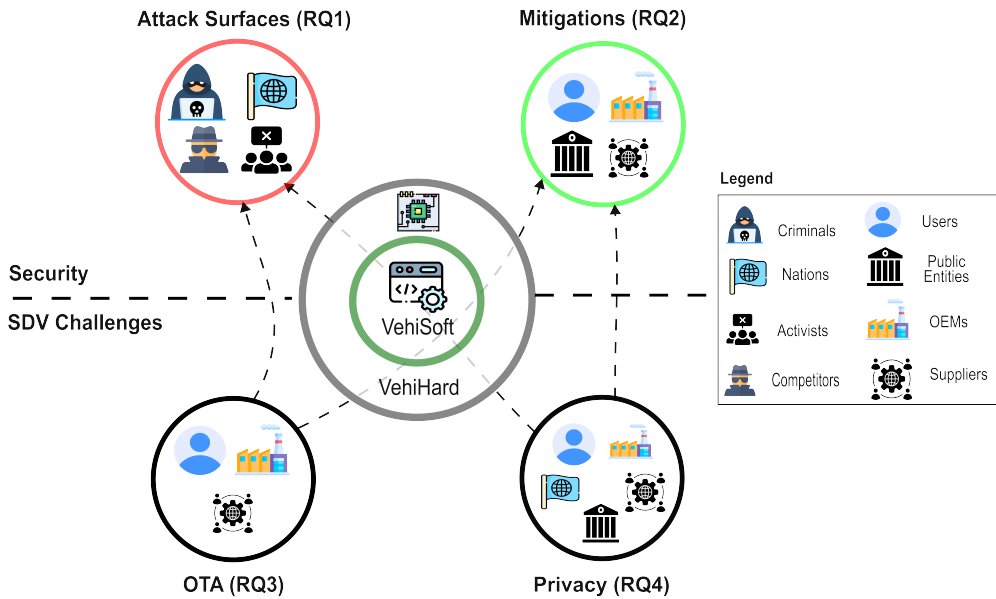 Attack Surfaces (RQ1)
Mitigations (RQ2)
Legend
Criminals
Users
Nations
Public
Entities
Activists
OEMs
Competitors
Suppliers
Security
SDV Challenges
VehiSoft
VehiHard
OTA (RQ3)
Privacy (RQ4)